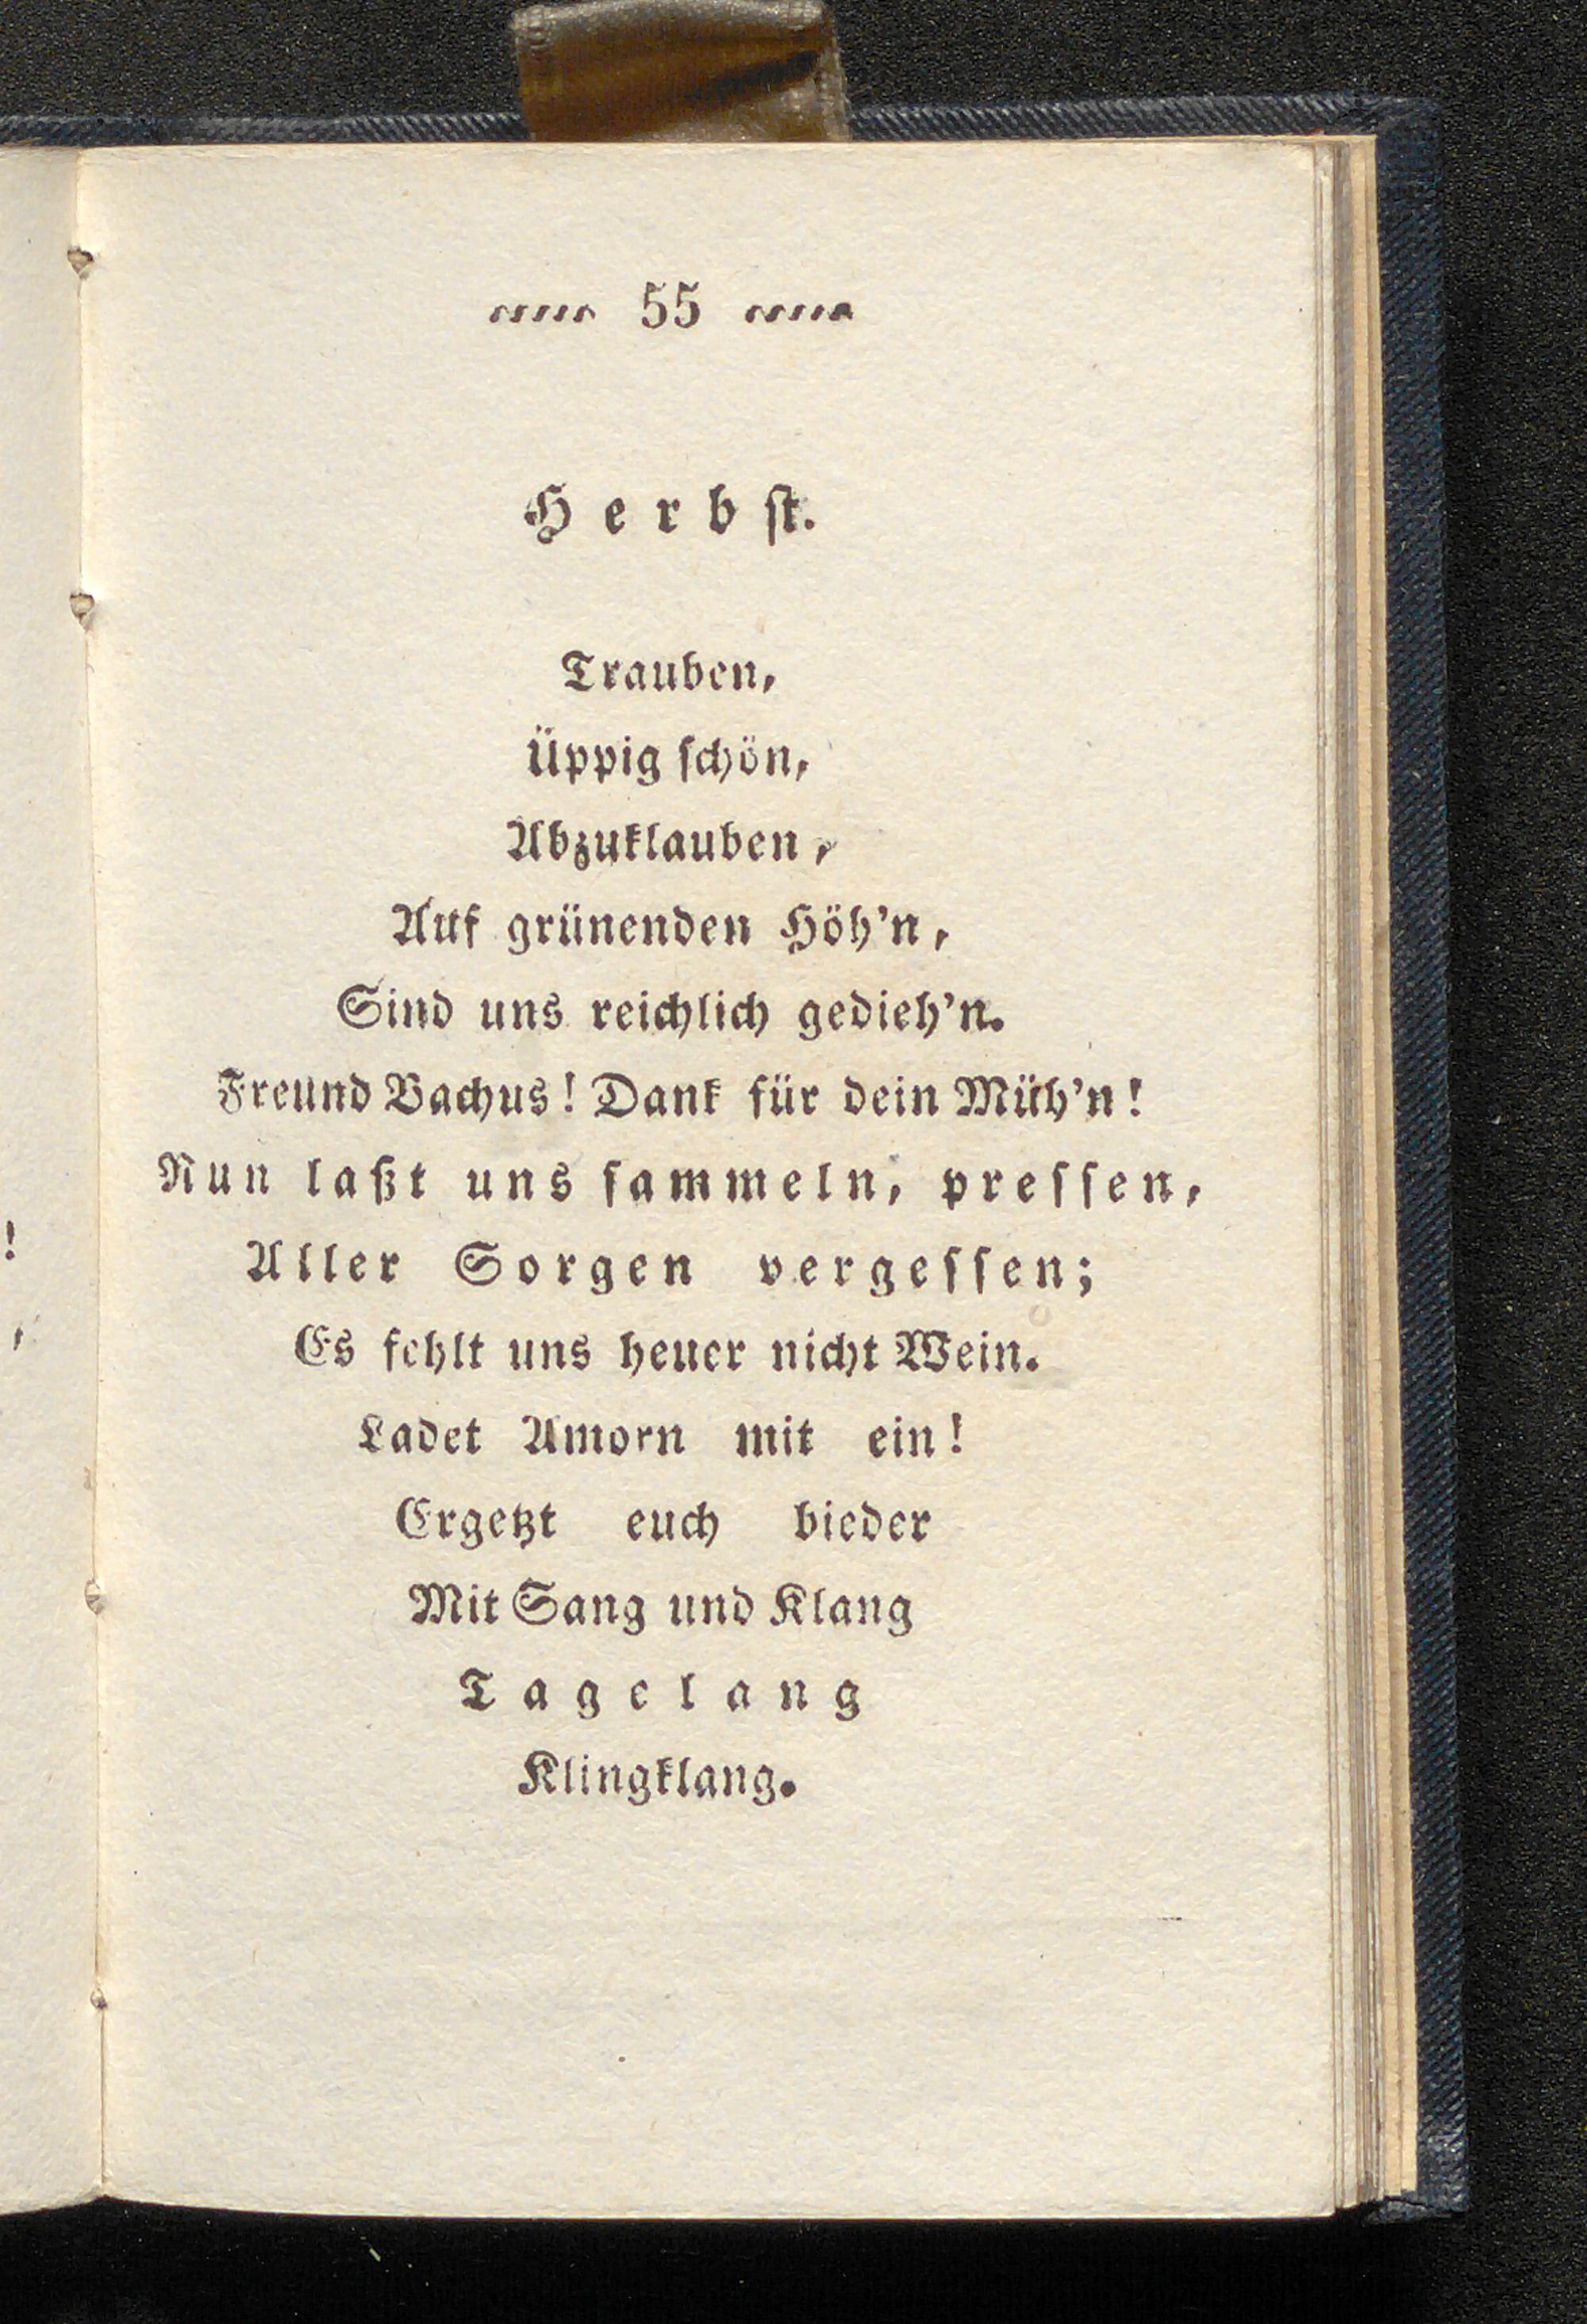 55
Herbst.
Trauben,
Üppig schön,
Abzuklauben,
Auf grünenden Höh'n,
Sind uns reichlich gedieh'n.
Freund Bachus! Dank für dein Müh'n!
Nun laßt uns sammeln, pressen,
Aller Sorgen vergessen;
Es fehlt uns heuer nicht Wein.
Ladet Amorn mit ein!
Ergetzt euch bieder
Mit Sang und Klang
Tagelang
Klingklang.